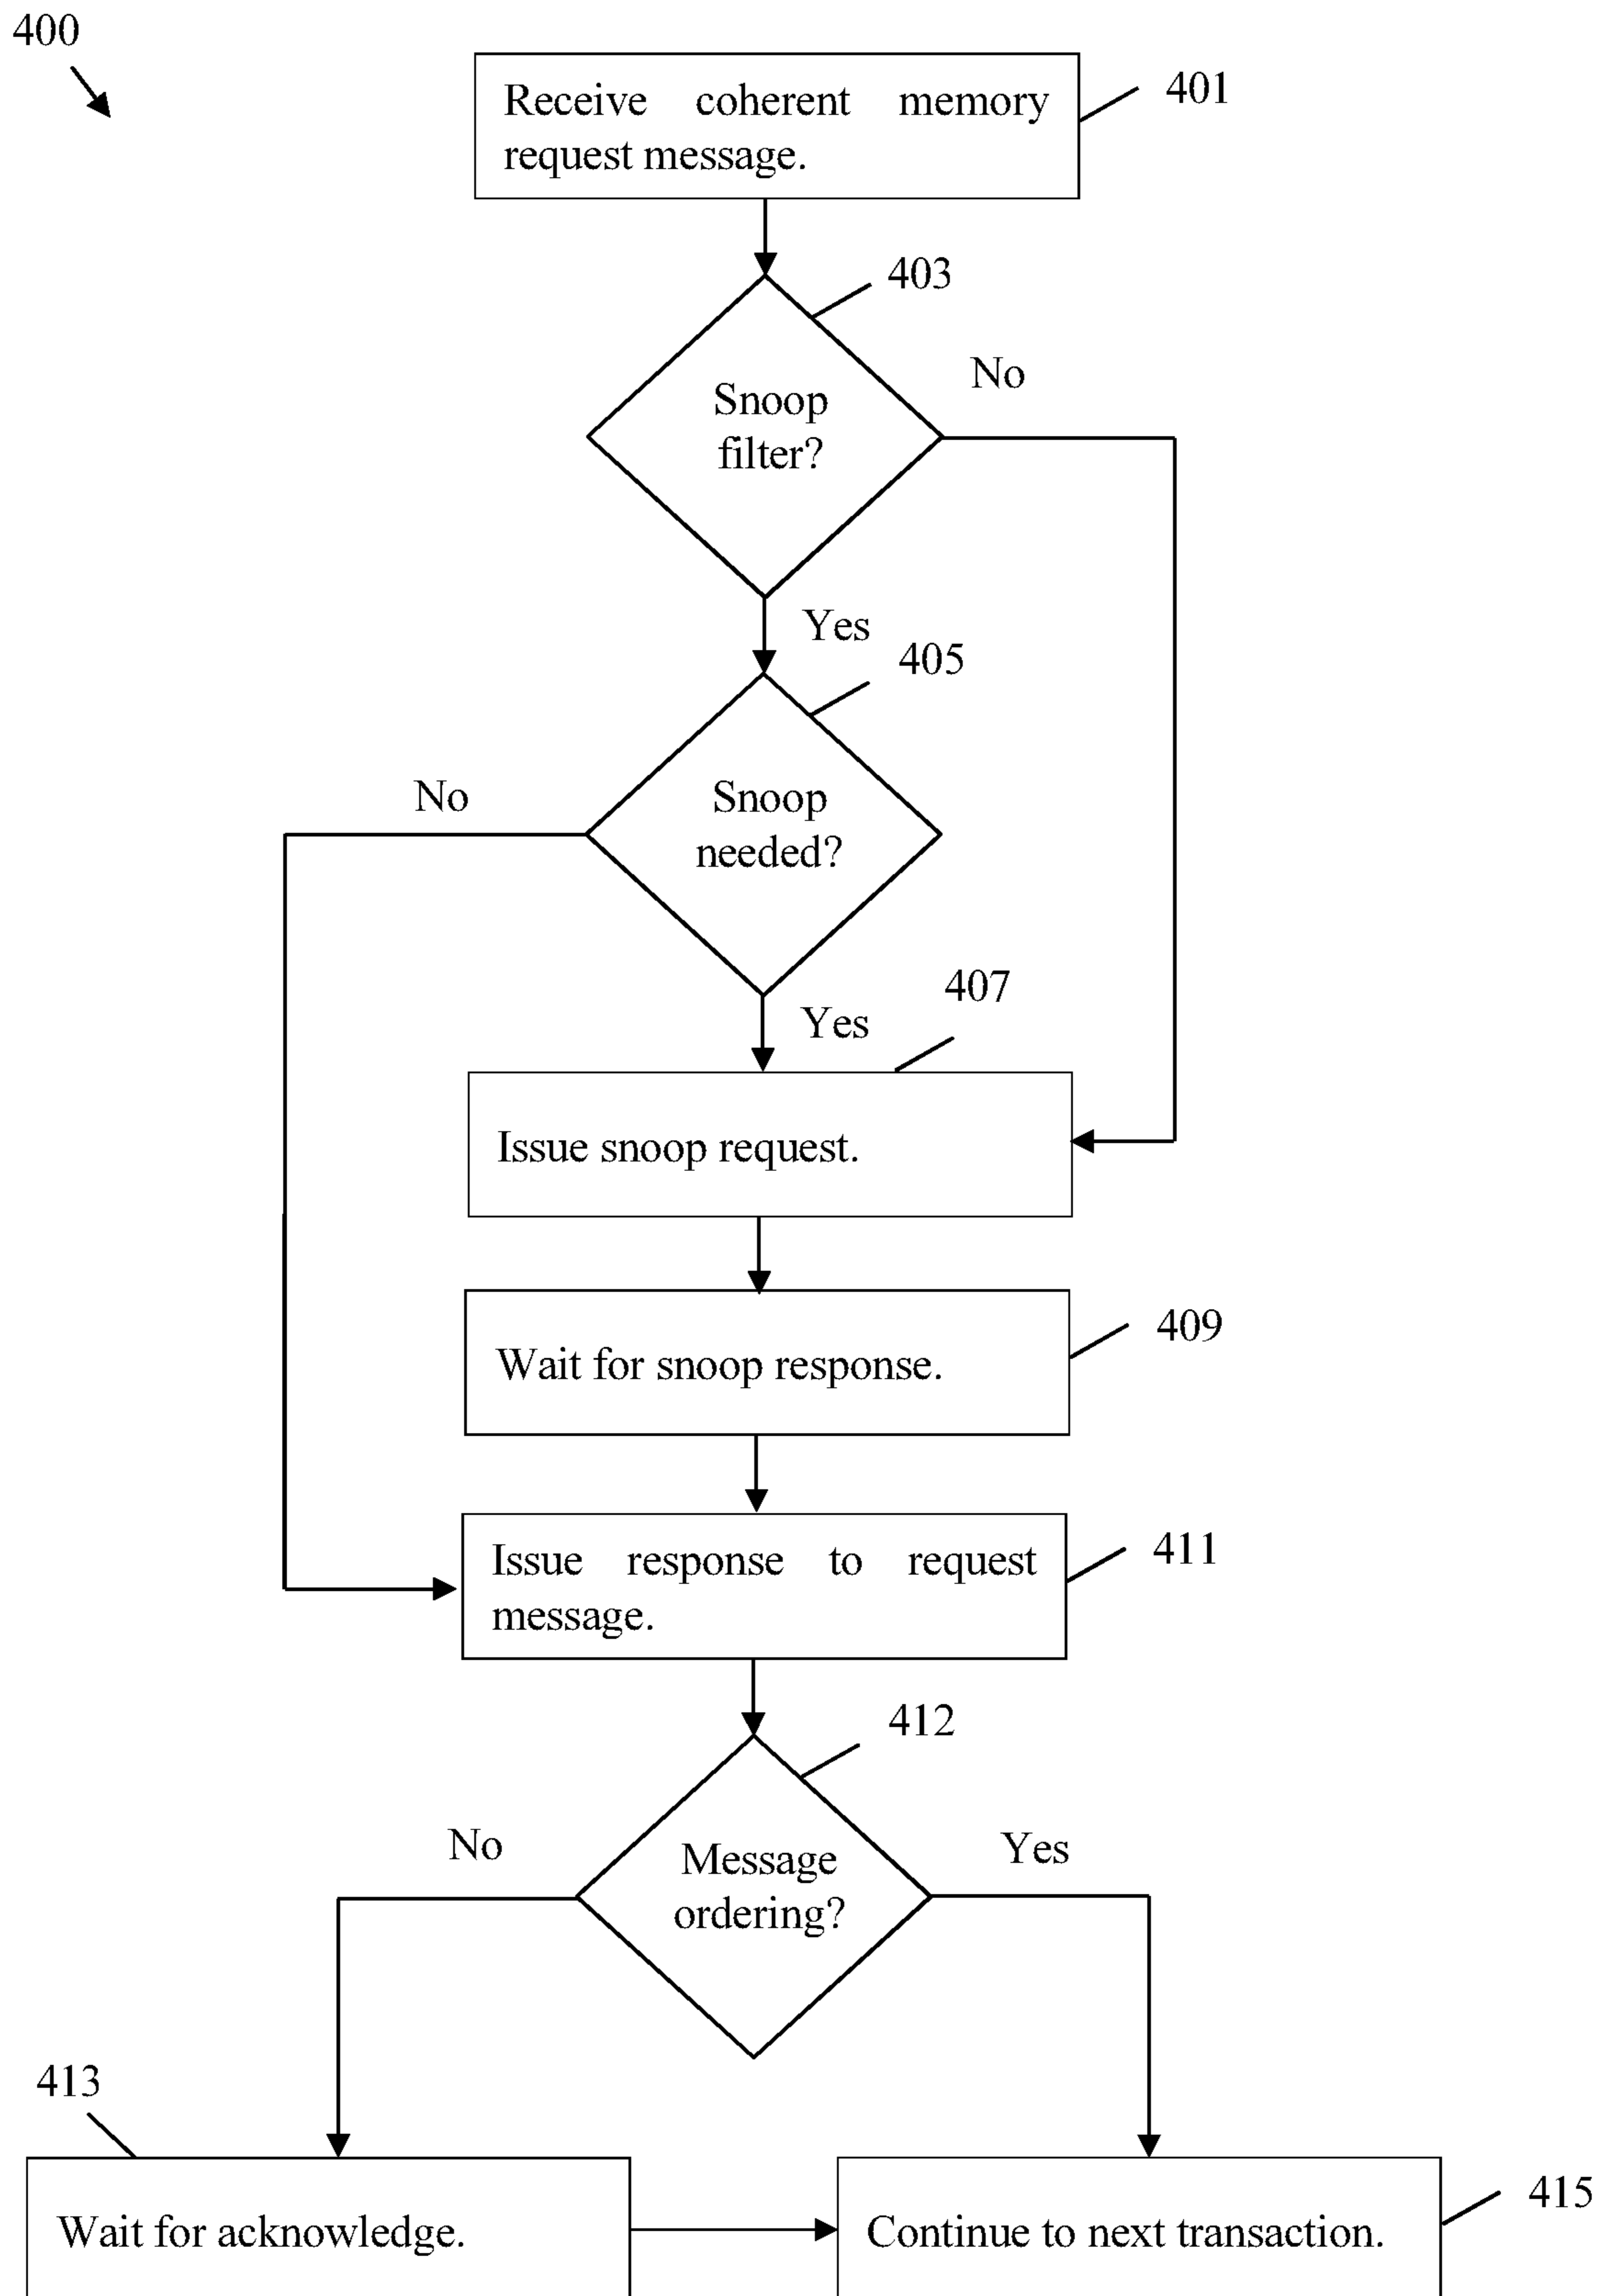 400
Receive coherent memory
request message.
401
403
Snoop
filter?
No
Yes
405
Snoop
needed?
No
Yes
407
Issue snoop request.
Wait for snoop response.
409
Issue response to request
message.
411
412
Message
ordering?
No
Yes
413
Wait for acknowledge.
Continue to next transaction.
415